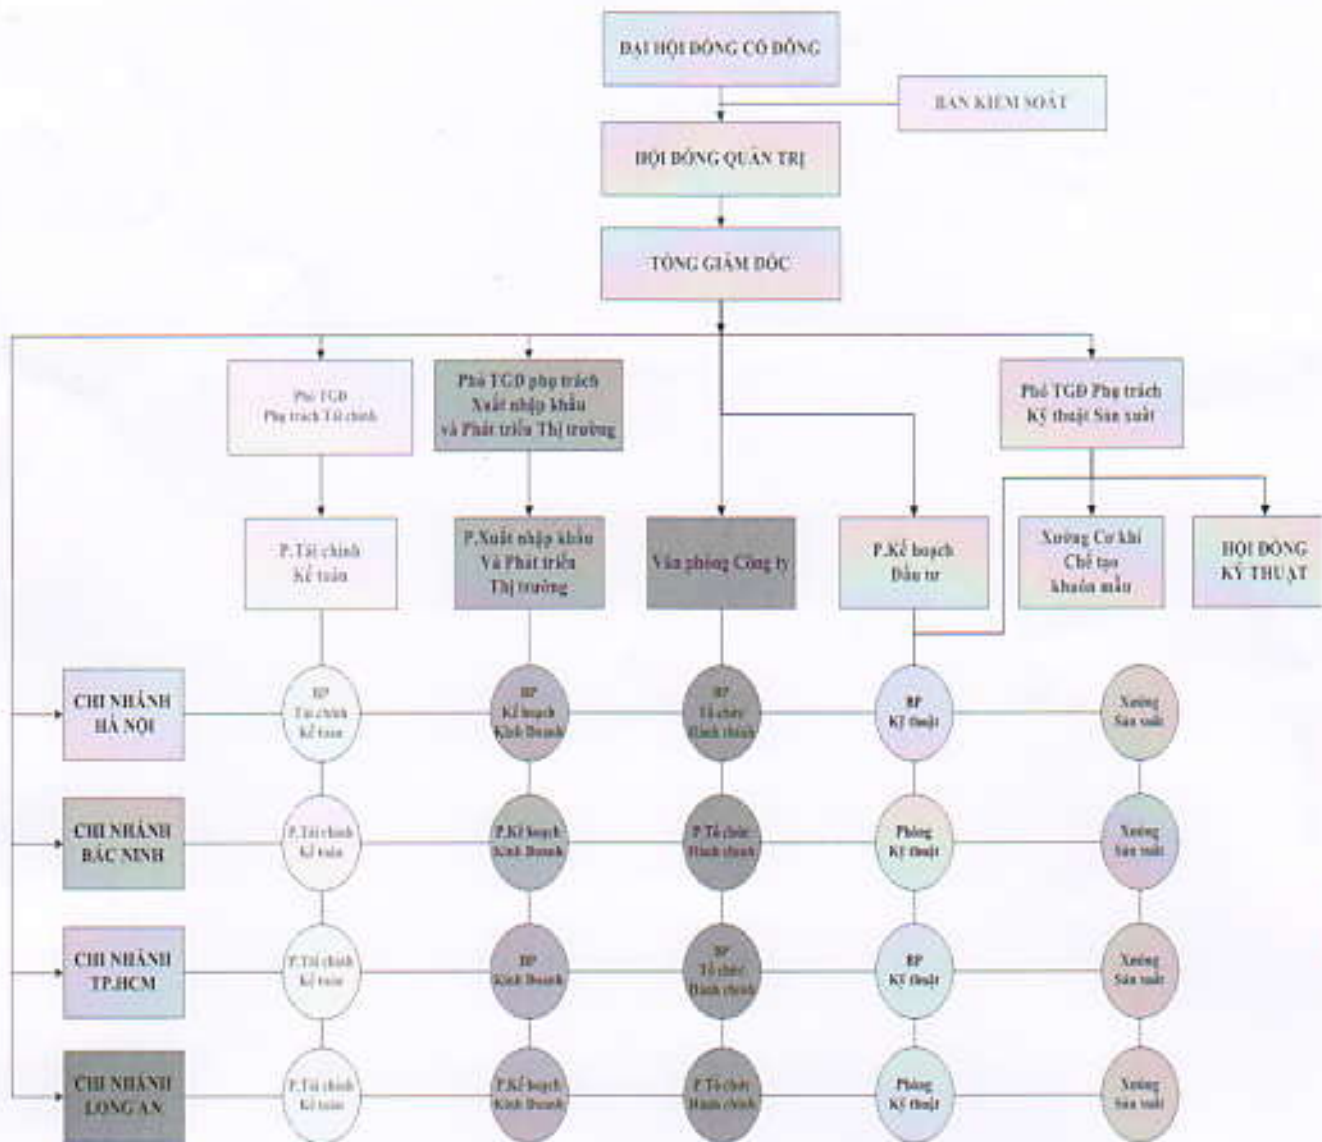 ĐẠI HỘI ĐỒNG CỔ ĐÔNG
BAN KIỂM SOÁT
HỘI ĐỒNG QUẢN TRỊ
TỔNG GIÁM ĐỐC
Phó TGĐ
Phụ trách Tài chính
Phó TGĐ phụ trách
Xuất nhập khẩu
và Phát triển Thị trường
Phó TGĐ Phụ trách
Kỹ thuật Sản xuất
P.Tài chính
Kế toán
P.Xuất nhập khẩu
Và Phát triển
Thị trường
Văn phòng Công ty
P.Kế hoạch
Đầu tư
Xưởng Cơ khí
Chế tạo
khuôn mẫu
HỘI ĐỒNG
KỸ THUẬT
CHI NHÁNH
HÀ NỘI
BP
Tài chính
Kế toán
BP
Kế hoạch
Kinh Doanh
BP
Tổ chức
Hành chính
BP
Kỹ thuật
Xưởng
Sản xuất
CHI NHÁNH
BẮC NINH
P.Tài chính
Kế toán
P.Kế hoạch
Kinh Doanh
P.Tổ chức
Hành chính
Phòng
Kỹ thuật
Xưởng
Sản xuất
CHI NHÁNH
TP.HCM
P.Tài chính
Kế toán
BP
Kinh Doanh
BP
Tổ chức
Hành chính
BP
Kỹ thuật
Xưởng
Sản xuất
CHI NHÁNH
LONG AN
P.Tài chính
Kế toán
P.Kế hoạch
Kinh Doanh
P.Tổ chức
Hành chính
Phòng
Kỹ thuật
Xưởng
Sản xuất